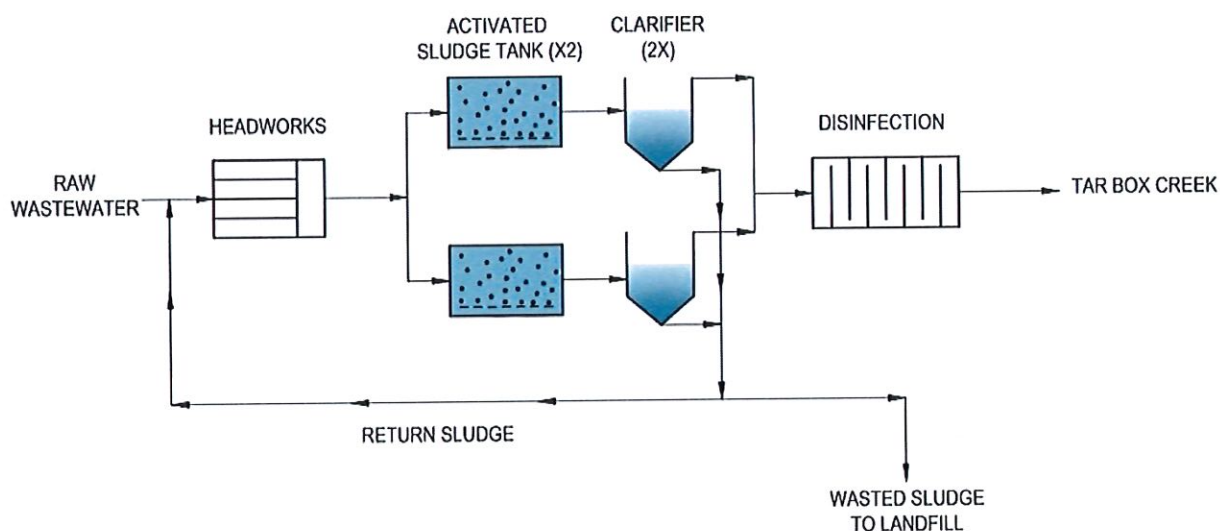 ACTIVATED
SLUDGE TANK (X2)
CLARIFIER
(2X)
HEADWORKS
DISINFECTION
RAW
WASTEWATER
TAR BOX CREEK
RETURN SLUDGE
WASTED SLUDGE
TO LANDFILL